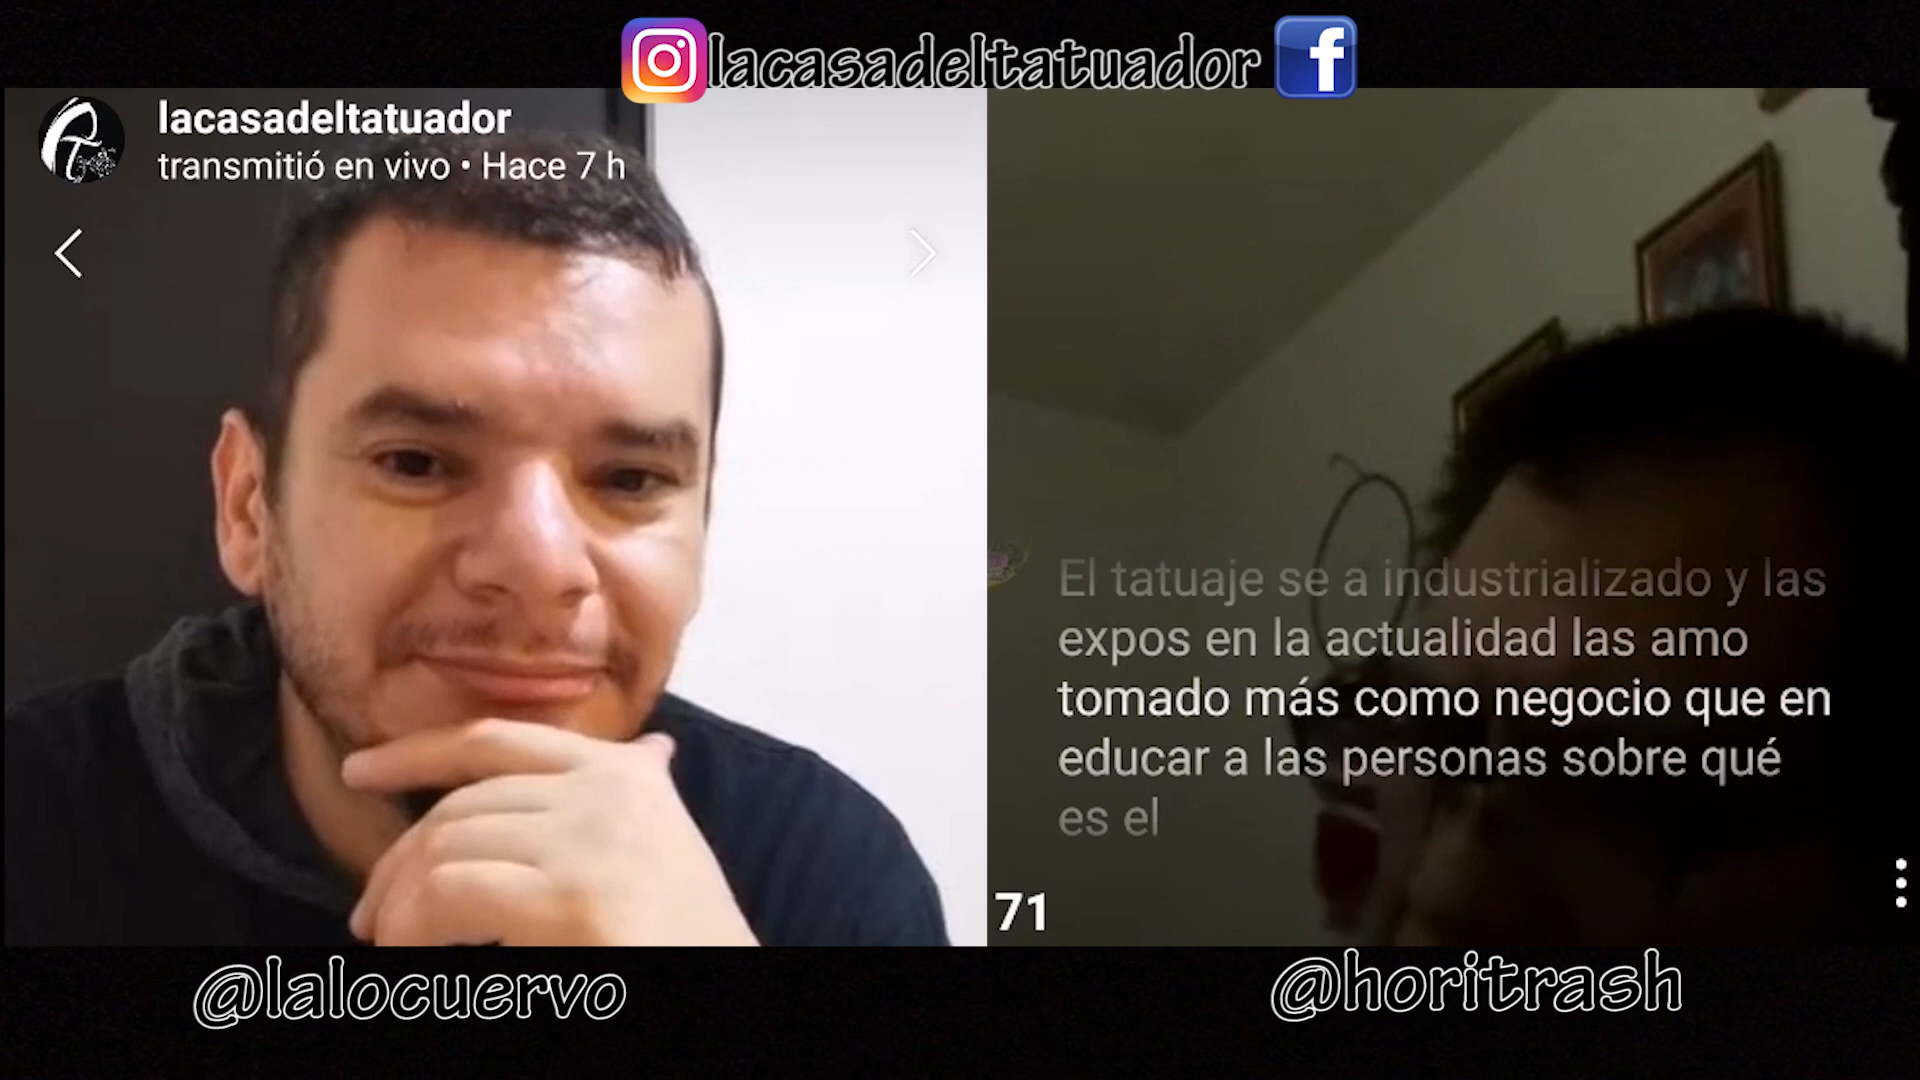 lacasadeltatuador
lacasadeltatuador
transmitió en vivo • Hace 7 h
El tatuaje se a industrializado y las
expos en la actualidad las amo
tomado más como negocio que en
educar a las personas sobre qué
es el
71
@lalocuervo
@horitrash